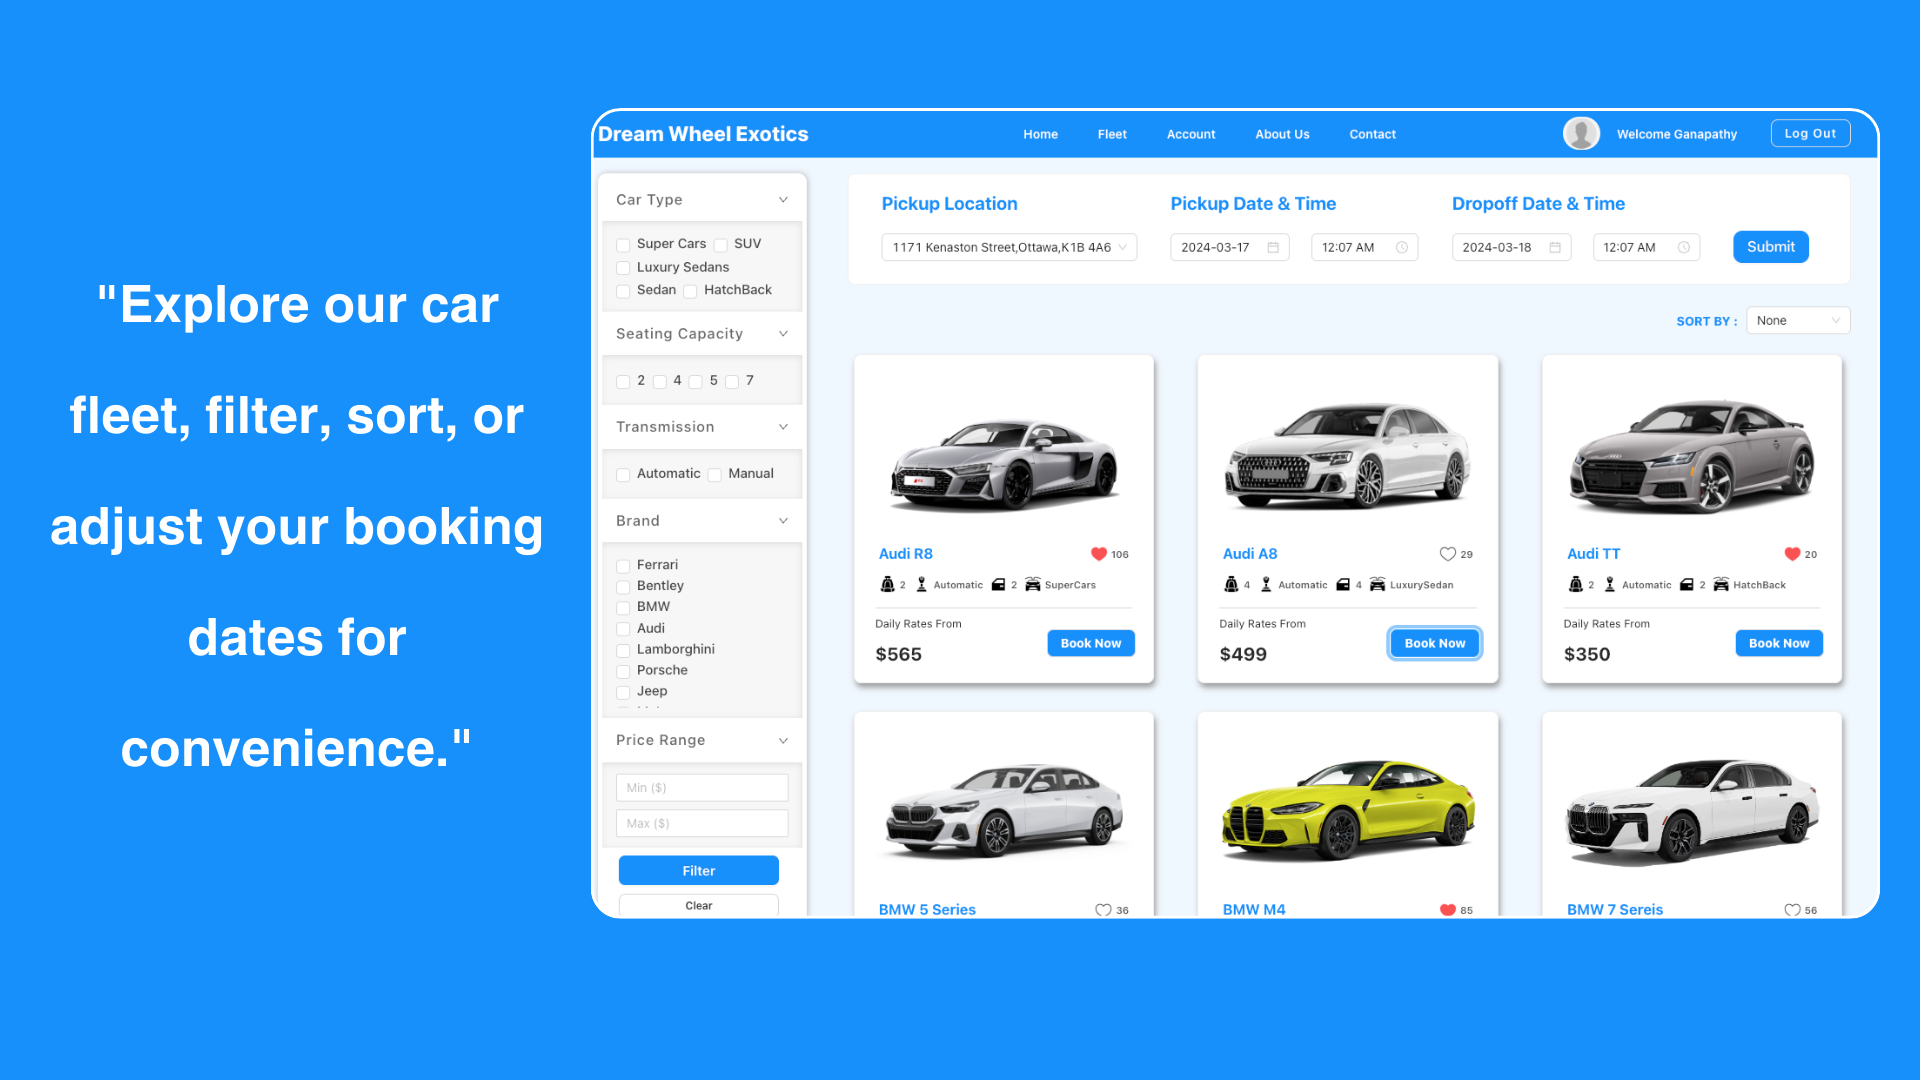 "Explore our car
fleet, filter, sort, or
adjust your booking
dates for
convenience."
Dream Wheel Exotics
Home Fleet Account About Us Contact
Welcome Ganapathy
Log Out
Car Type
Super Cars SUV
Luxury Sedans
Sedan HatchBack
Seating Capacity
2 4 5 7
Transmission
Automatic Manual
Brand
Ferrari
Bentley
BMW
Audi
Lamborghini
Porsche
Jeep
Price Range
Min ($)
Max ($)
Filter
Clear
Pickup Location
1171 Kenaston Street,Ottawa,K1B 4A6
Pickup Date & Time
2024-03-17 12:07 AM
Dropoff Date & Time
2024-03-18 12:07 AM
Submit
SORT BY : None
Audi R8 106
2 Automatic 2 SuperCars
Daily Rates From
$565
Book Now
Audi A8 29
4 Automatic 4 LuxurySedan
Daily Rates From
$499
Book Now
Audi TT 20
2 Automatic 2 HatchBack
Daily Rates From
$350
Book Now
BMW 5 Series 36
BMW M4 85
BMW 7 Sereis 56